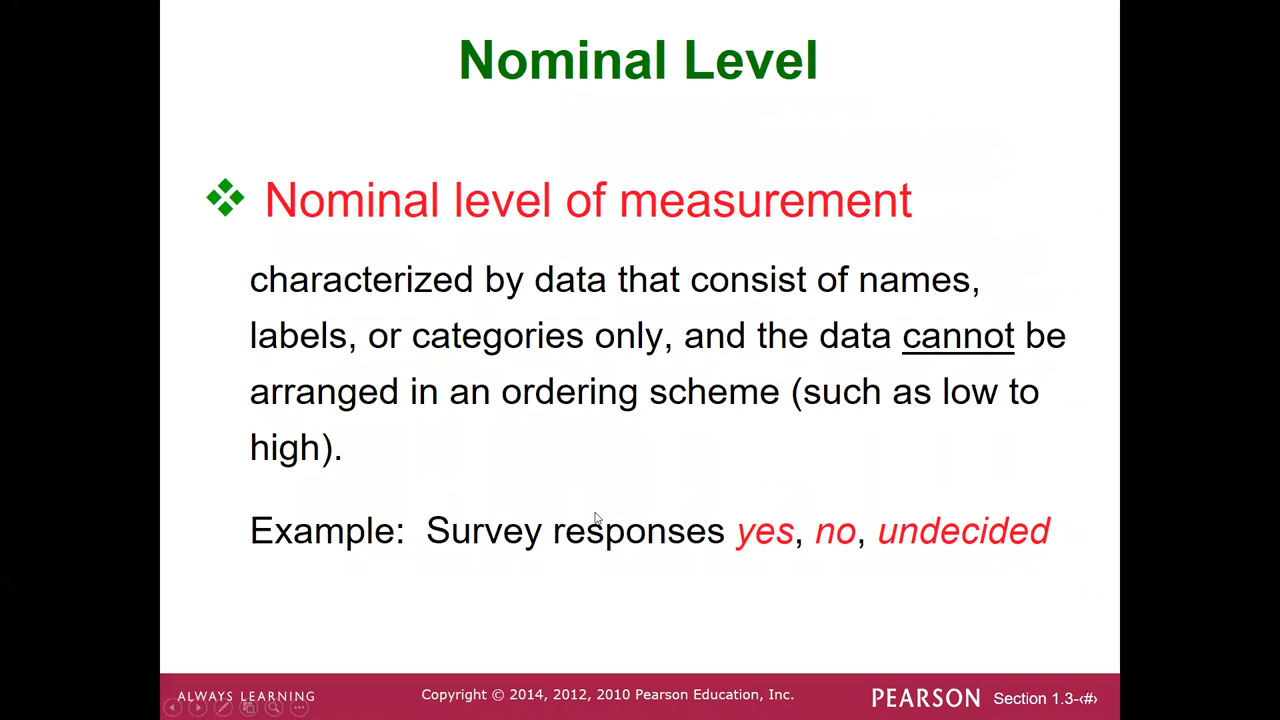 Nominal Level
Nominal level of measurement
characterized by data that consist of names,
labels, or categories only, and the data cannot be
arranged in an ordering scheme (such as low to
high).
Example: Survey responses yes, no, undecided
ALWAYS LEARNING
Copyright © 2014, 2012, 2010 Pearson Education, Inc.
PEARSON
Section 1.3-‹#›